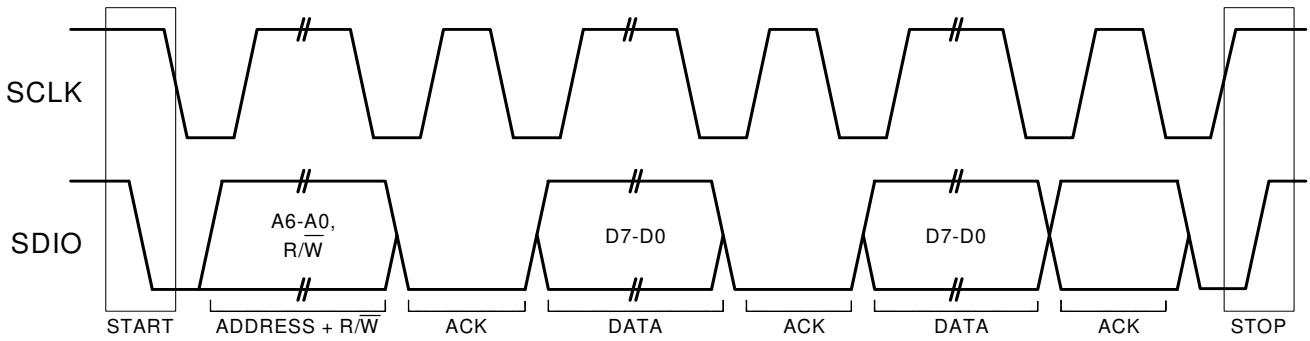 SCLK
SDIO
A6-A0,
R/W̅
D7-D0
D7-D0
START
ADDRESS + R/W̅
ACK
DATA
ACK
DATA
ACK
STOP